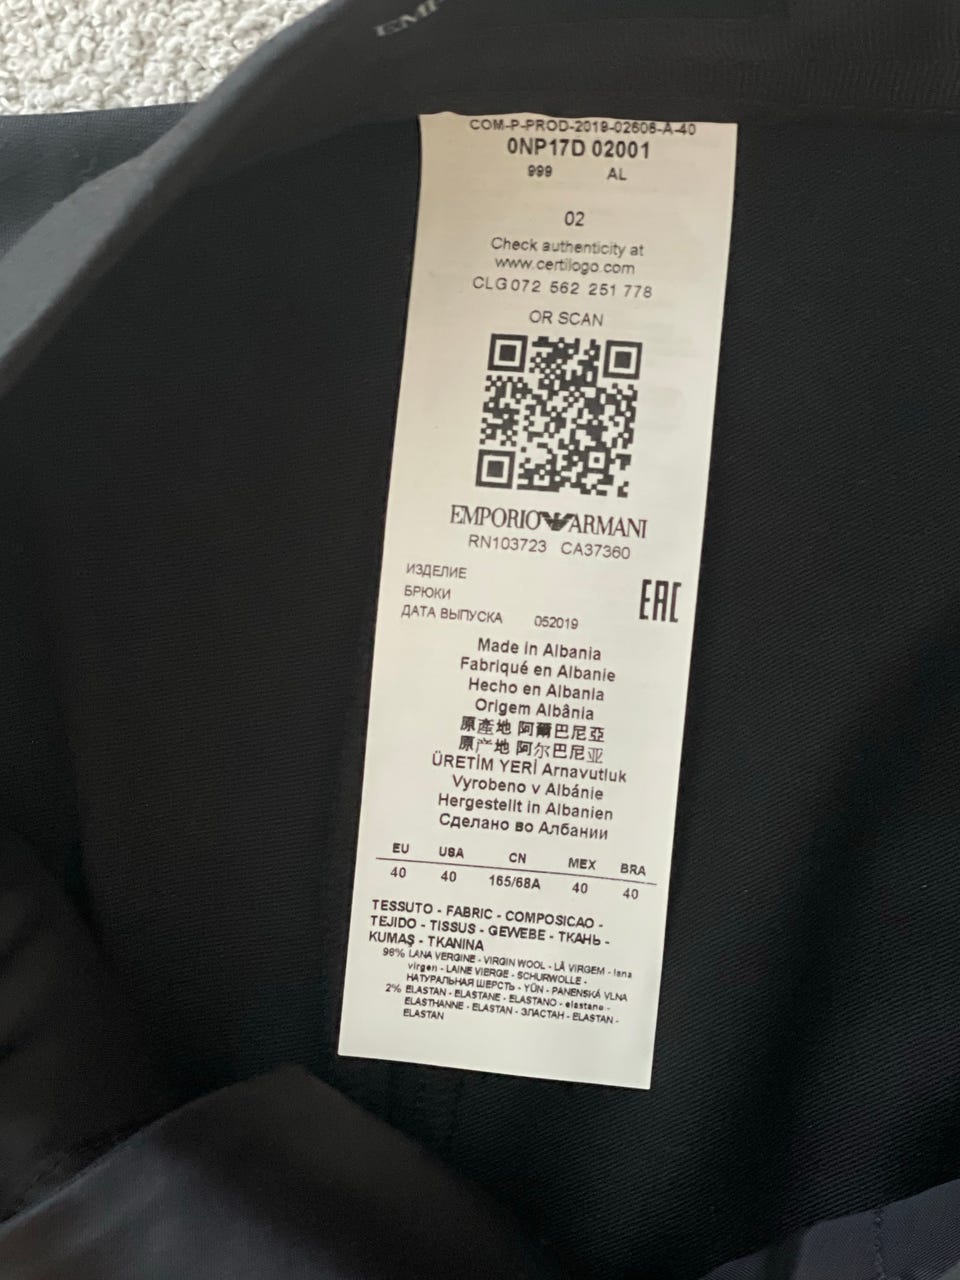 EMP
COM-P-PROD-2019-02606-A-40
0NP17D 02001
999 AL
02
Check authenticity at
www.certilogo.com
CLG 072 562 251 778
OR SCAN
EMPORIO ARMANI
RN103723 CA37360
ИЗДЕЛИЕ
БРЮКИ
ДАТА ВЫПУСКА 052019
EAC
Made in Albania
Fabriqué en Albanie
Hecho en Albania
Origem Albânia
原產地 阿爾巴尼亞
原产地 阿尔巴尼亚
ÜRETİM YERİ Arnavutluk
Vyrobeno v Albánie
Hergestellt in Albanien
Сделано во Албании
EU USA CN MEX BRA
40 40 165/68A 40 40
TESSUTO - FABRIC - COMPOSICAO -
TEJIDO - TISSUS - GEWEBE - ТКАНЬ -
KUMAŞ - TKANINA
98% LANA VERGINE - VIRGIN WOOL - LÃ VIRGEM - lana
virgen - LAINE VIERGE - SCHURWOLLE -
НАТУРАЛЬНАЯ ШЕРСТЬ - YÜN - PANENSKÁ VLNA
2% ELASTAN - ELASTANE - ELASTANO - elastano -
ELASTHANNE - ELASTAN - ЭЛАСТАН - ELASTAN -
ELASTAN